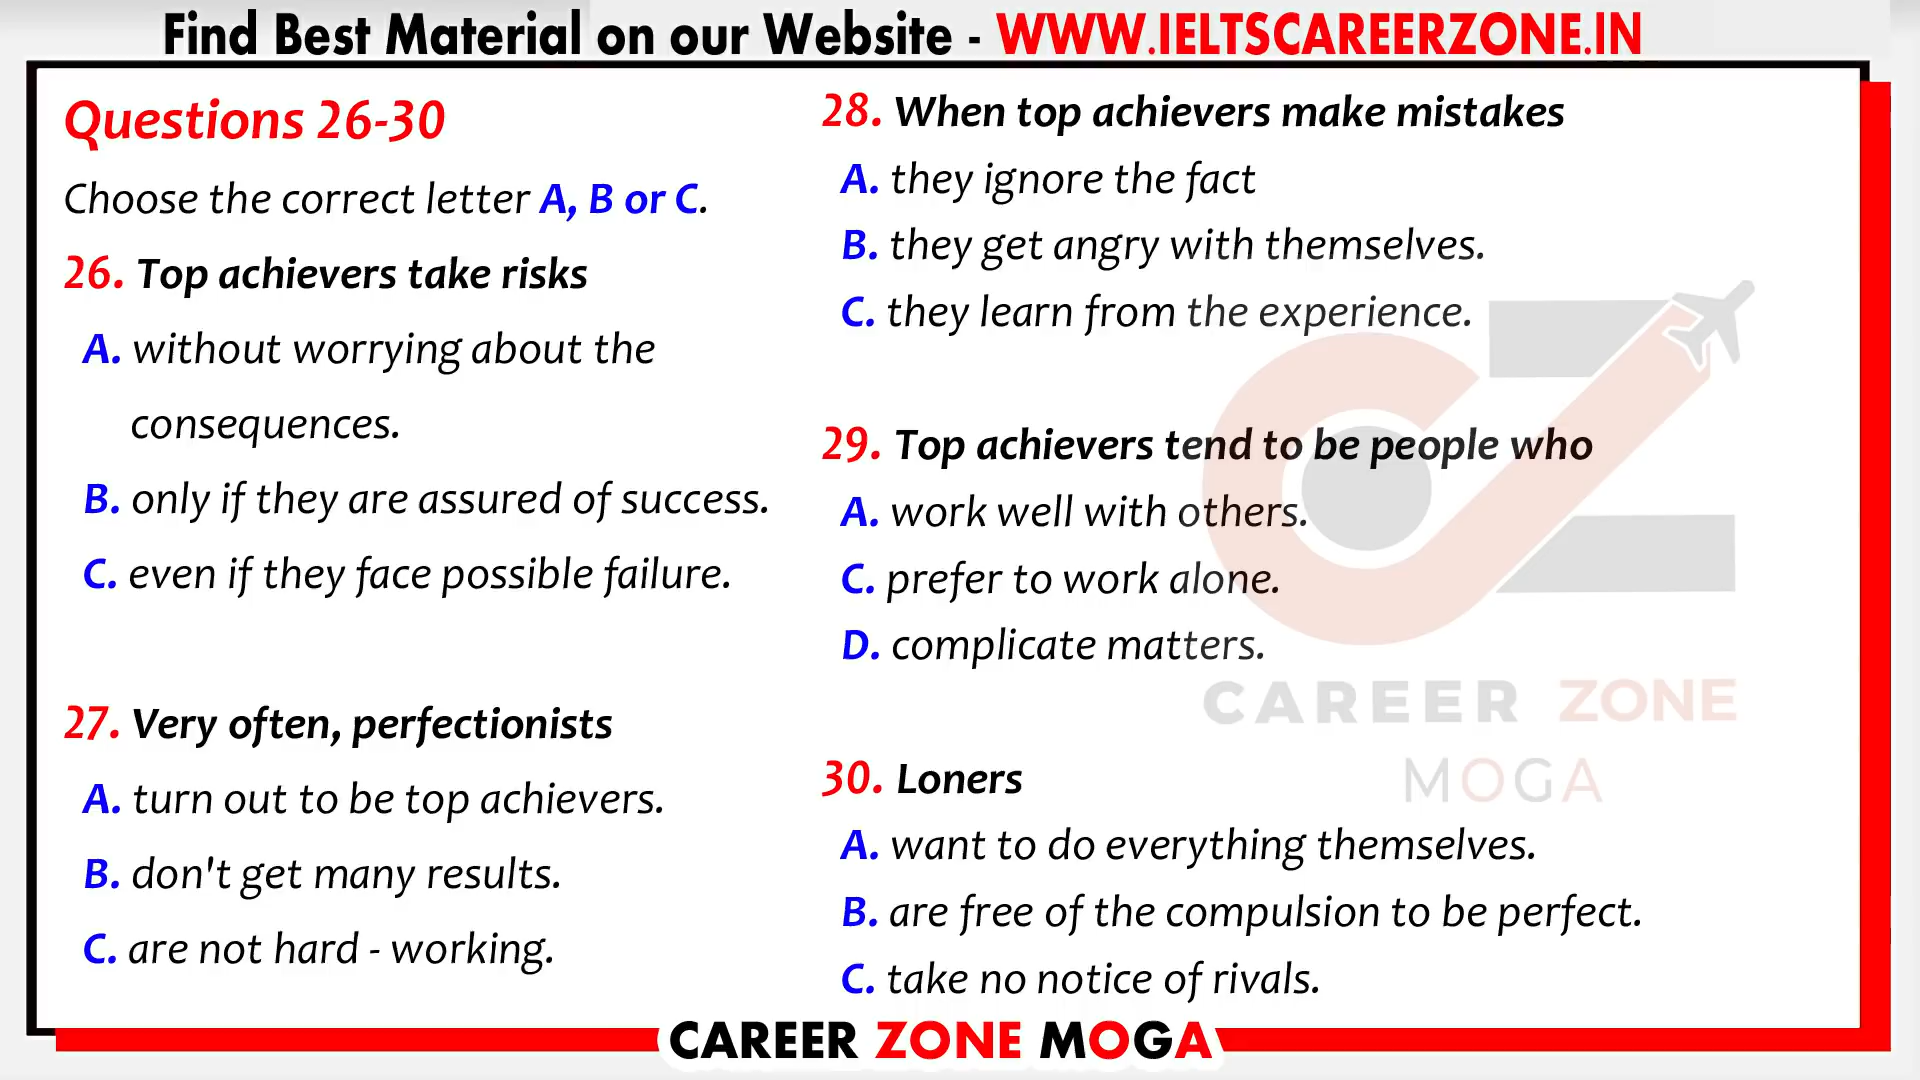 Find Best Material on our Website - WWW.IELTSCAREERZONE.IN
Questions 26-30
Choose the correct letter A, B or C.
26. Top achievers take risks
A. without worrying about the
consequences.
B. only if they are assured of success.
C. even if they face possible failure.
27. Very often, perfectionists
A. turn out to be top achievers.
B. don't get many results.
C. are not hard - working.
28. When top achievers make mistakes
A. they ignore the fact
B. they get angry with themselves.
C. they learn from the experience.
29. Top achievers tend to be people who
A. work well with others.
C. prefer to work alone.
D. complicate matters.
30. Loners
A. want to do everything themselves.
B. are free of the compulsion to be perfect.
C. take no notice of rivals.
CAREER ZONE
MOGA
CAREER ZONE MOGA